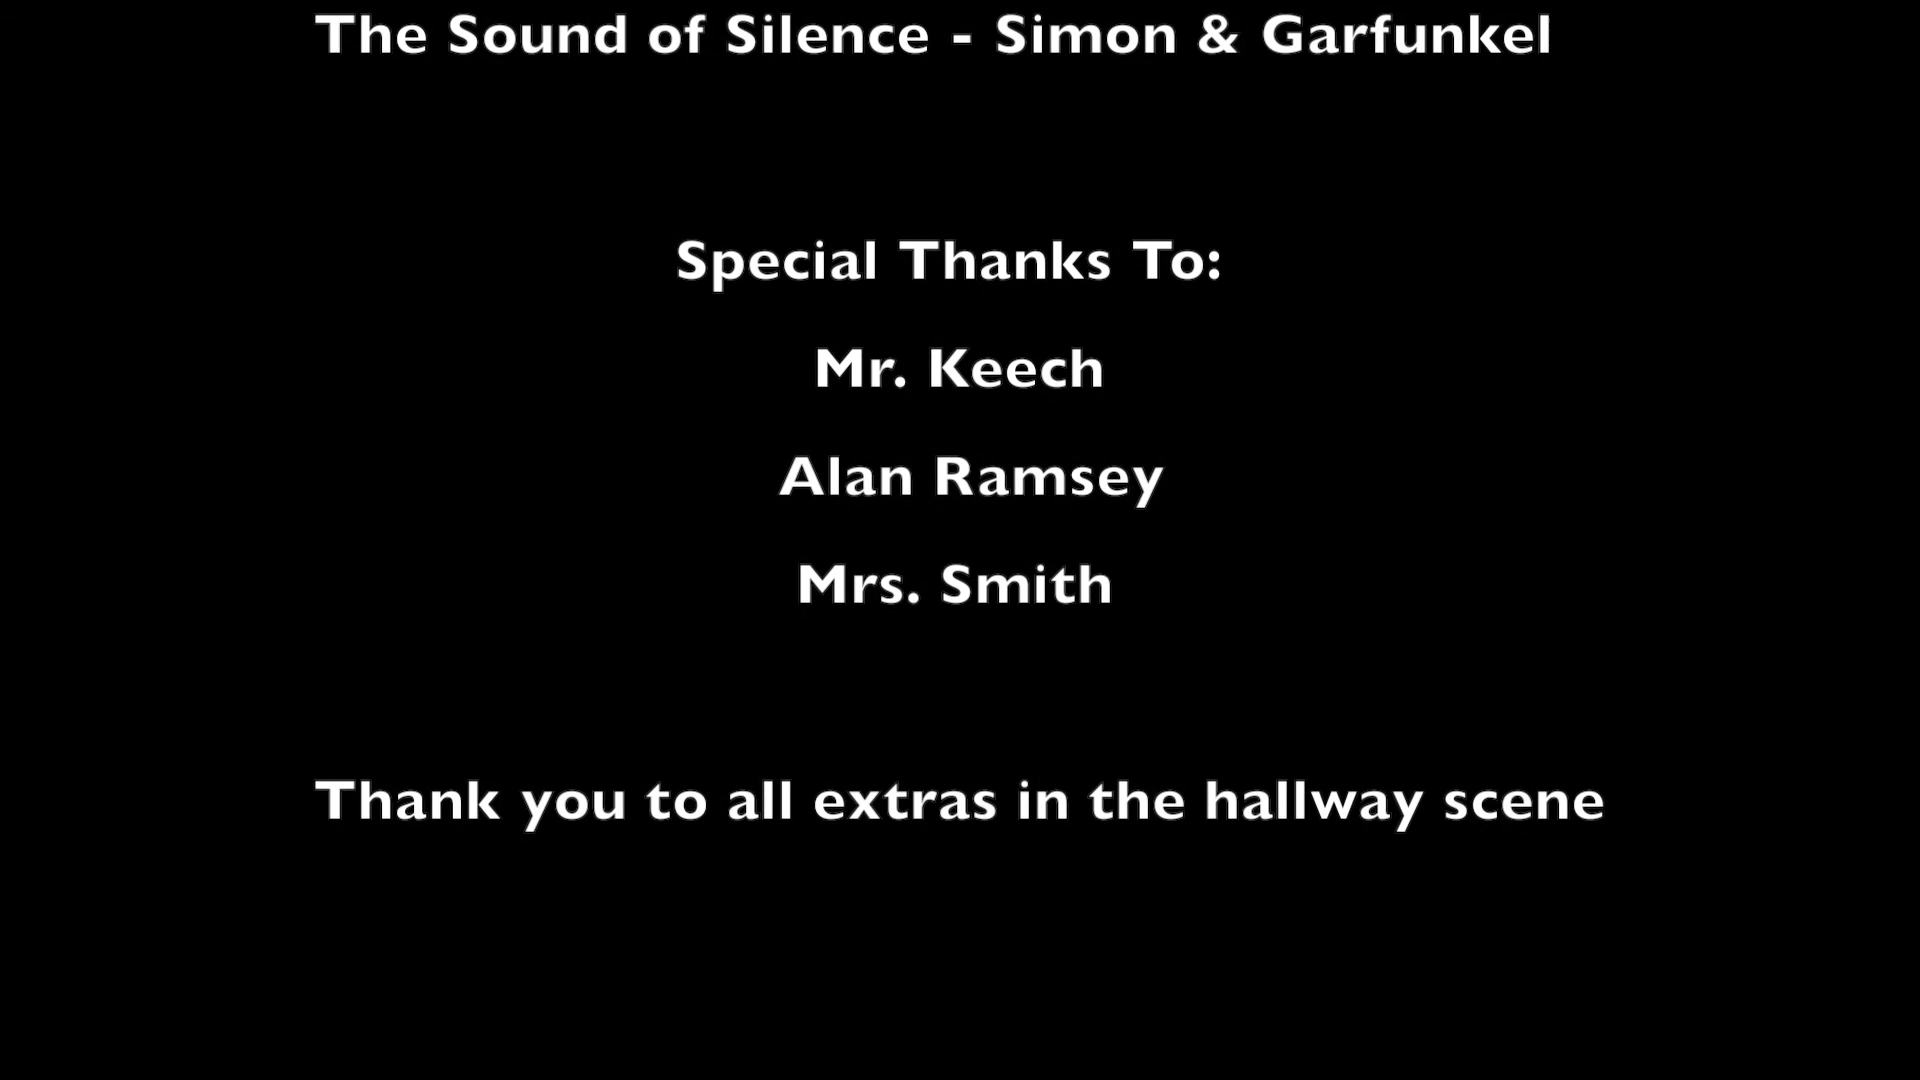 The Sound of Silence - Simon & Garfunkel
Special Thanks To:
Mr. Keech
Alan Ramsey
Mrs. Smith
Thank you to all extras in the hallway scene